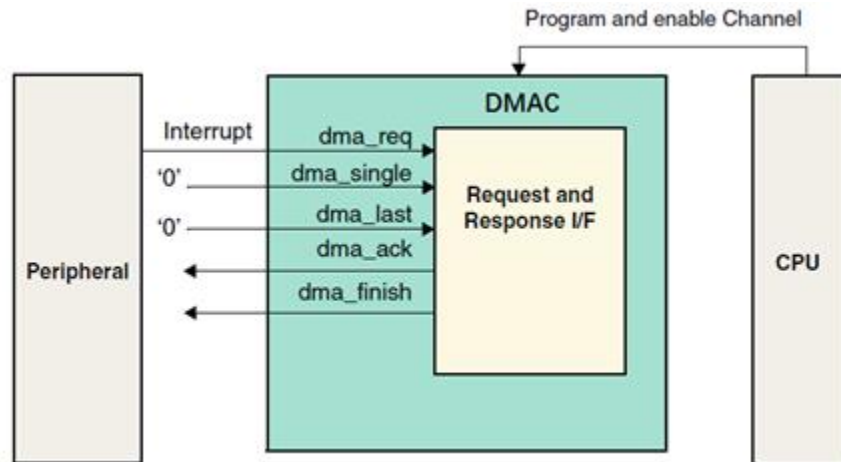 Program and enable Channel
DMAC
Interrupt
dma_req
‘0’
dma_single
‘0’
dma_last
dma_ack
dma_finish
Request and
Response I/F
Peripheral
CPU